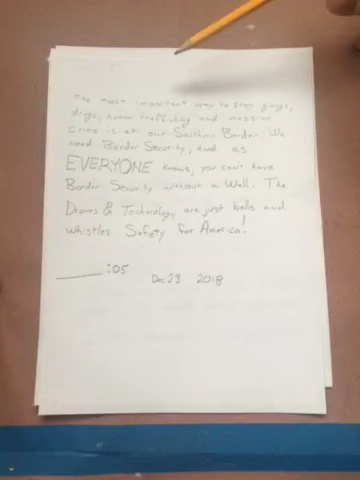 The most important way to stop gangs,
drugs, human trafficking and massive
Crime is at our Southern Border. We
need Border Security, and as
EVERYONE knows, you can't have
Border Security without a Wall. The
Drones & Technology are just bells and
whistles Safety for America!
:05
Dec 23 2018